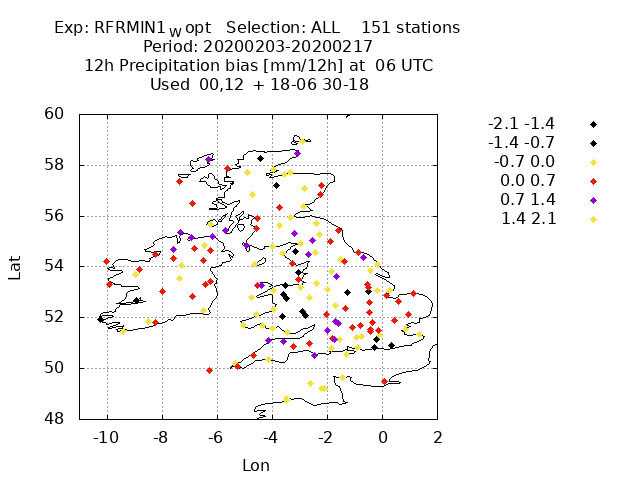 Exp: RFRMIN1Wopt Selection: ALL 151 stations
Period: 20200203-20200217
12h Precipitation bias [mm/12h] at 06 UTC
Used 00,12 + 18-06 30-18
-2.1 -1.4
-1.4 -0.7
-0.7 0.0
0.0 0.7
0.7 1.4
1.4 2.1
60
58
56
54
52
50
48
Lat
-10 -8 -6 -4 -2 0 2
Lon